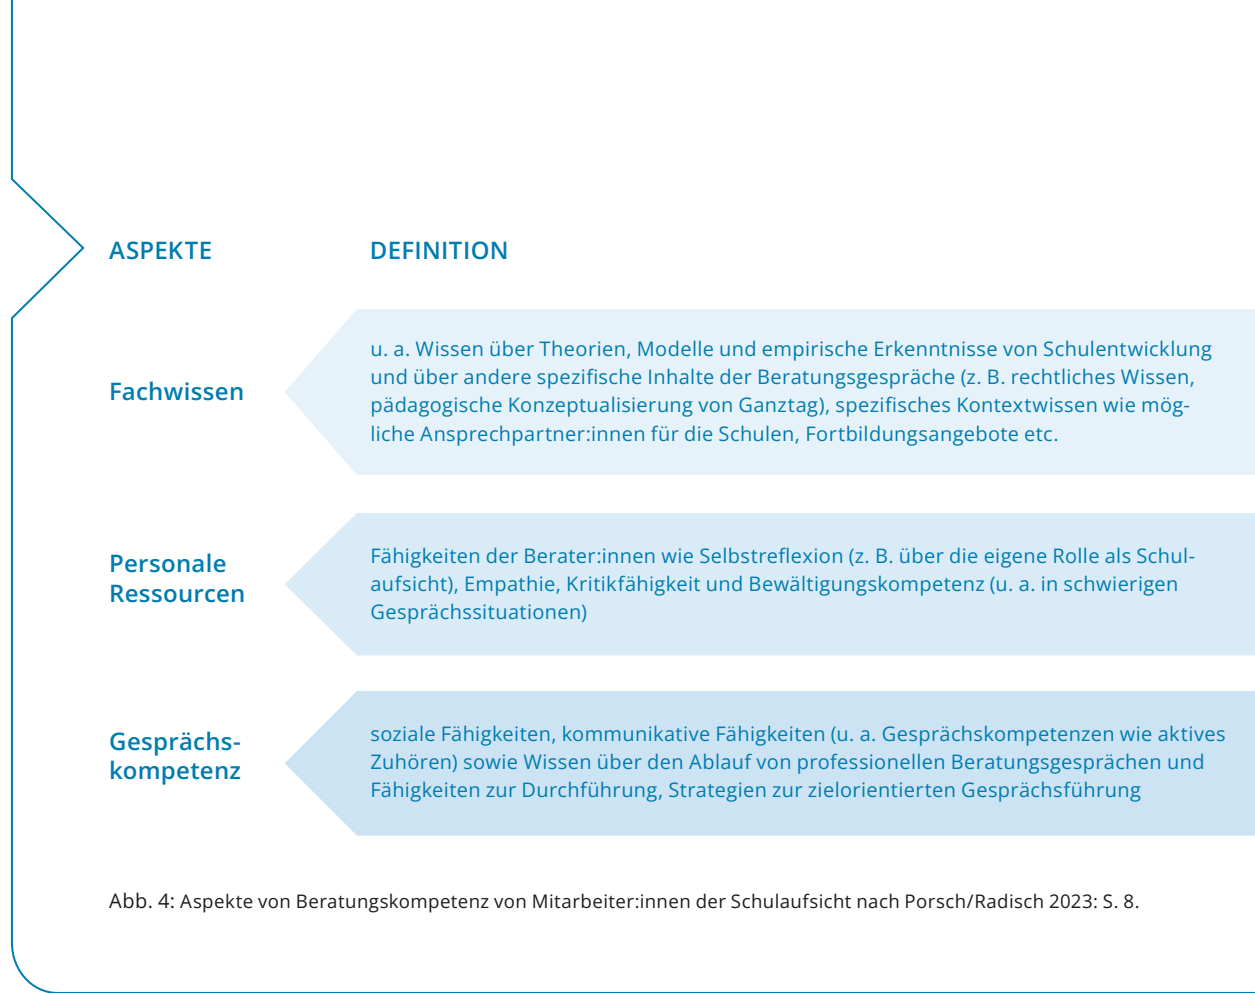 ASPEKTE
DEFINITION
Fachwissen
u. a. Wissen über Theorien, Modelle und empirische Erkenntnisse von Schulentwicklung
und über andere spezifische Inhalte der Beratungsgespräche (z. B. rechtliches Wissen,
pädagogische Konzeptualisierung von Ganztag), spezifisches Kontextwissen wie mög-
liche Ansprechpartner:innen für die Schulen, Fortbildungsangebote etc.
Personale
Ressourcen
Fähigkeiten der Berater:innen wie Selbstreflexion (z. B. über die eigene Rolle als Schul-
aufsicht), Empathie, Kritikfähigkeit und Bewältigungskompetenz (u. a. in schwierigen
Gesprächssituationen)
Gesprächs-
kompetenz
soziale Fähigkeiten, kommunikative Fähigkeiten (u. a. Gesprächskompetenzen wie aktives
Zuhören) sowie Wissen über den Ablauf von professionellen Beratungsgesprächen und
Fähigkeiten zur Durchführung, Strategien zur zielorientierten Gesprächsführung
Abb. 4: Aspekte von Beratungskompetenz von Mitarbeiter:innen der Schulaufsicht nach Porsch/Radisch 2023: S. 8.